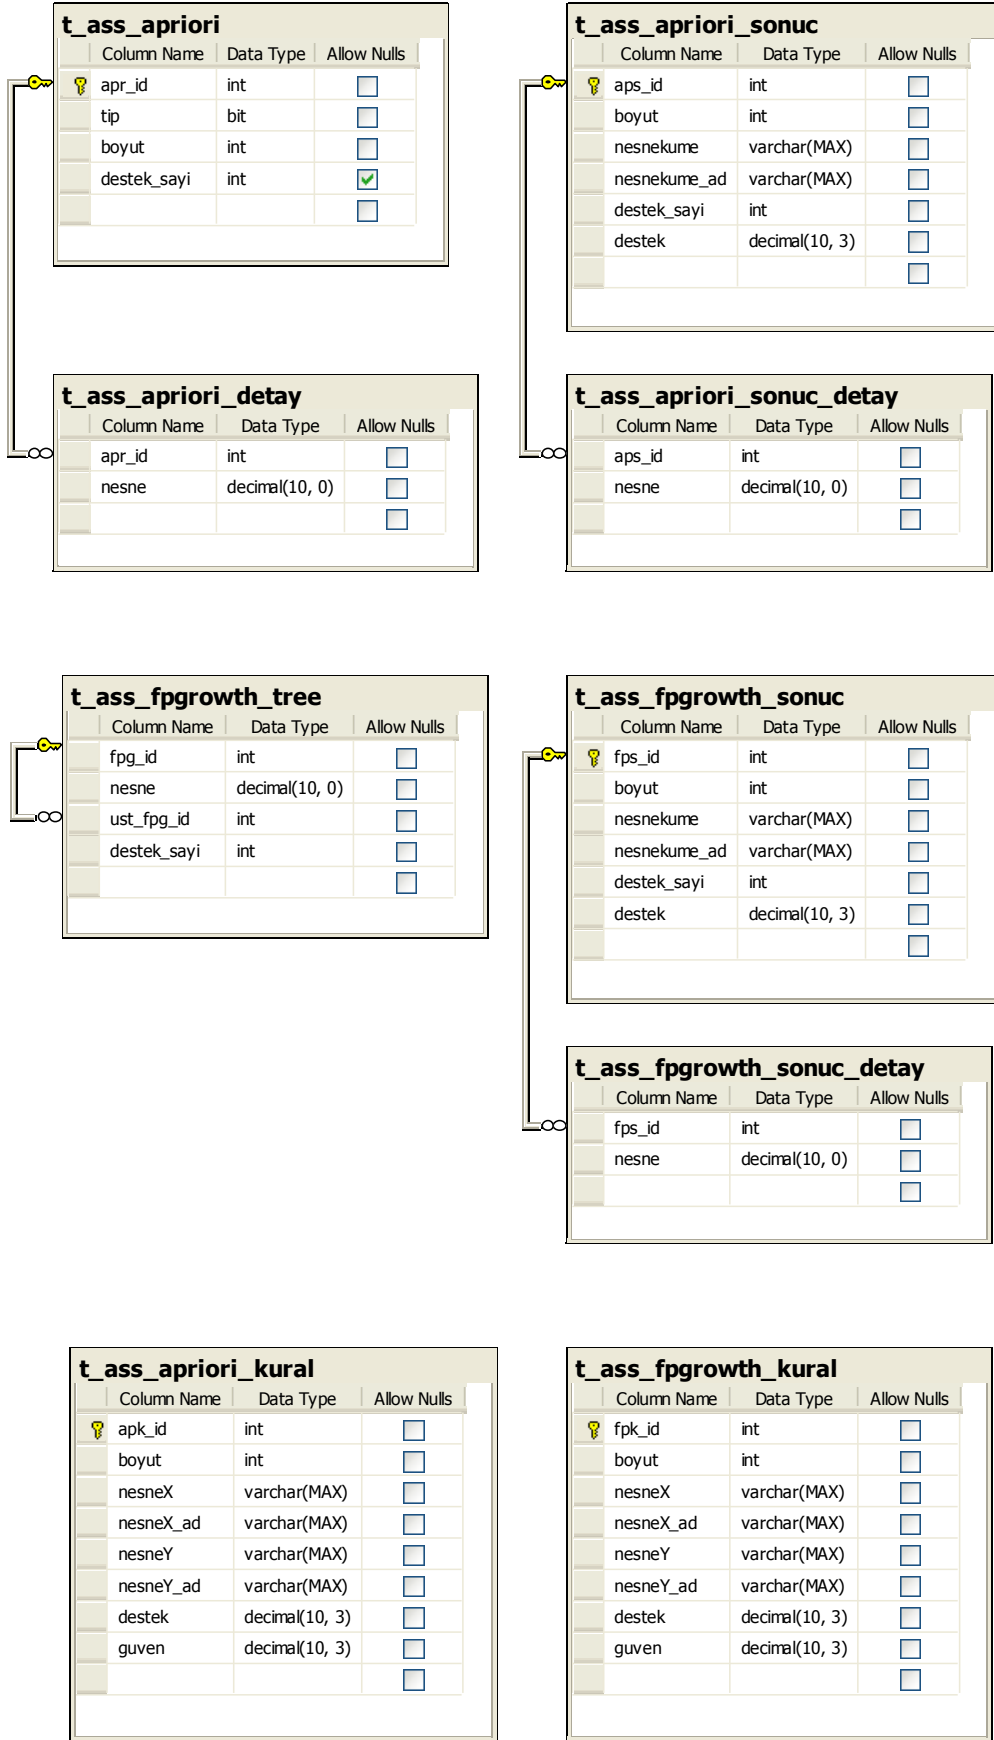 t_ass_apriori
Column Name Data Type Allow Nulls
apr_id int
tip bit
boyut int
destek_sayi int
t_ass_apriori_sonuc
Column Name Data Type Allow Nulls
aps_id int
boyut int
nesnekume varchar(MAX)
nesnekume_ad varchar(MAX)
destek_sayi int
destek decimal(10, 3)
t_ass_apriori_detay
Column Name Data Type Allow Nulls
apr_id int
nesne decimal(10, 0)
t_ass_apriori_sonuc_detay
Column Name Data Type Allow Nulls
aps_id int
nesne decimal(10, 0)
t_ass_fpgrowth_tree
Column Name Data Type Allow Nulls
fpg_id int
nesne decimal(10, 0)
ust_fpg_id int
destek_sayi int
t_ass_fpgrowth_sonuc
Column Name Data Type Allow Nulls
fps_id int
boyut int
nesnekume varchar(MAX)
nesnekume_ad varchar(MAX)
destek_sayi int
destek decimal(10, 3)
t_ass_fpgrowth_sonuc_detay
Column Name Data Type Allow Nulls
fps_id int
nesne decimal(10, 0)
t_ass_apriori_kural
Column Name Data Type Allow Nulls
apk_id int
boyut int
nesneX varchar(MAX)
nesneX_ad varchar(MAX)
nesneY varchar(MAX)
nesneY_ad varchar(MAX)
destek decimal(10, 3)
guven decimal(10, 3)
t_ass_fpgrowth_kural
Column Name Data Type Allow Nulls
fpk_id int
boyut int
nesneX varchar(MAX)
nesneX_ad varchar(MAX)
nesneY varchar(MAX)
nesneY_ad varchar(MAX)
destek decimal(10, 3)
guven decimal(10, 3)